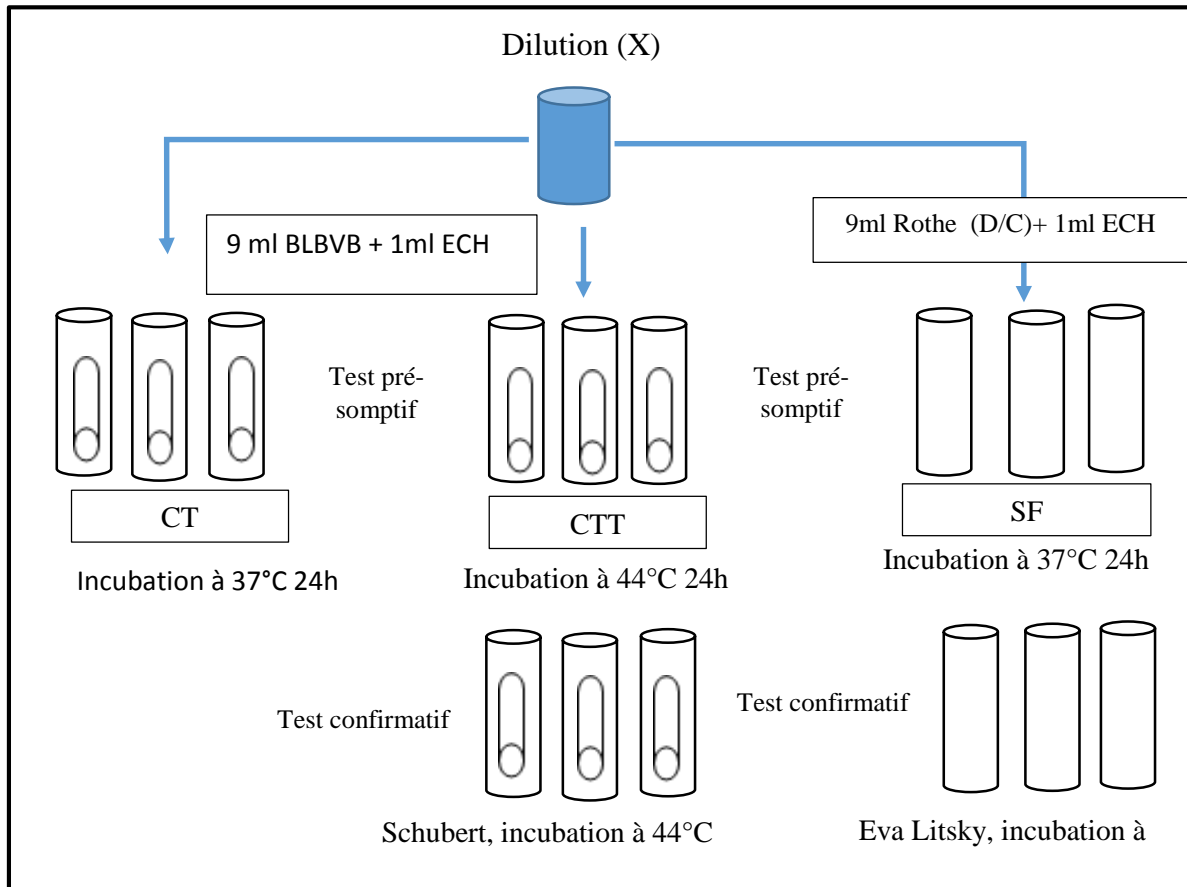 Dilution (X)
9 ml BLBVB + 1ml ECH
9ml Rothe (D/C)+ 1ml ECH
Test pré-
somptif
Test pré-
somptif
CT
CTT
SF
Incubation à 37°C 24h
Incubation à 44°C 24h
Incubation à 37°C 24h
Test confirmatif
Test confirmatif
Schubert, incubation à 44°C
Eva Litsky, incubation à